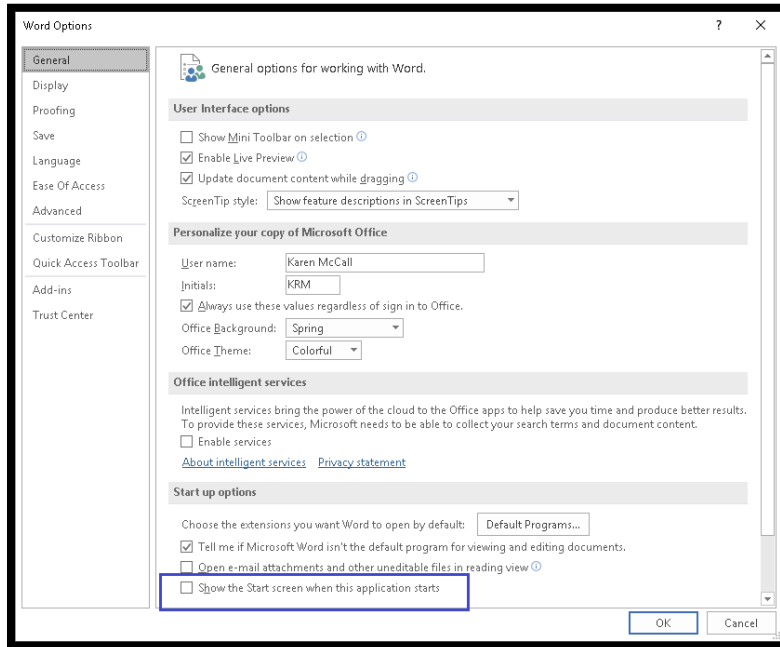 Word Options
?
General
Display
Proofing
Save
Language
Ease Of Access
Advanced
Customize Ribbon
Quick Access Toolbar
Add-ins
Trust Center
General options for working with Word.
User Interface options
Show Mini Toolbar on selection
Enable Live Preview
Update document content while dragging
ScreenTip style: Show feature descriptions in ScreenTips
Personalize your copy of Microsoft Office
User name: Karen McCall
Initials: KRM
Always use these values regardless of sign in to Office.
Office Background: Spring
Office Theme: Colorful
Office intelligent services
Intelligent services bring the power of the cloud to the Office apps to help save you time and produce better results.
To provide these services, Microsoft needs to be able to collect your search terms and document content.
Enable services
About intelligent services Privacy statement
Start up options
Choose the extensions you want Word to open by default: Default Programs...
Tell me if Microsoft Word isn't the default program for viewing and editing documents.
Open e-mail attachments and other uneditable files in reading view
Show the Start screen when this application starts
OK Cancel